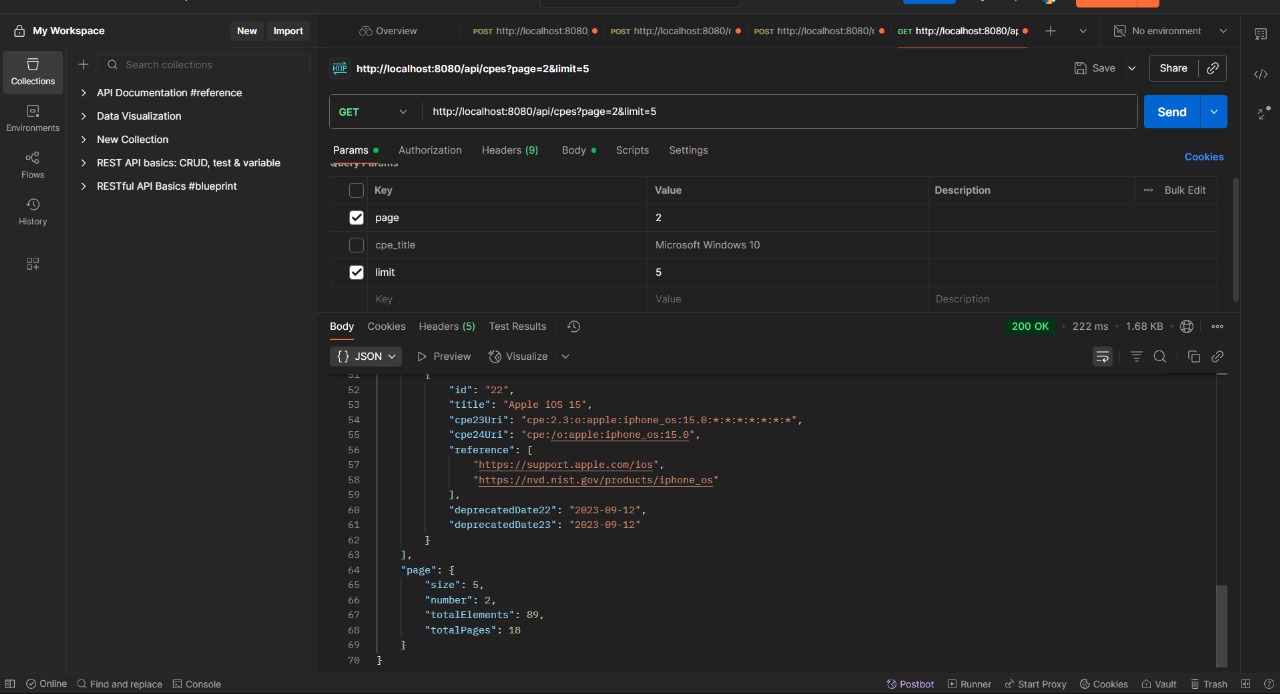 My Workspace
New
Import
Overview
POST http://localhost:8080,
POST http://localhost:8080/r
POST http://localhost:8080/r
GET http://localhost:8080/ap
No environment
Collections
Environments
Flows
History
Search collections
API Documentation #reference
Data Visualization
New Collection
REST API basics: CRUD, test & variable
RESTful API Basics #blueprint
HTTP
http://localhost:8080/api/cpes?page=2&limit=5
Save
Share
GET
http://localhost:8080/api/cpes?page=2&limit=5
Send
Params
Authorization
Headers (9)
Body
Scripts
Settings
Cookies
Query Params
Key Value Description Bulk Edit
page 2
cpe_title Microsoft Windows 10
limit 5
Key Value Description
Body Cookies Headers (5) Test Results
200 OK • 222 ms • 1.68 KB
{} JSON Preview Visualize
51 {
52 "id": "22",
53 "title": "Apple iOS 15",
54 "cpe23Uri": "cpe:2.3:o:apple:iphone_os:15.0:*:*:*:*:*:*:*",
55 "cpe24Uri": "cpe:/o:apple:iphone_os:15.0",
56 "reference": [
57 "https://support.apple.com/ios",
58 "https://nvd.nist.gov/products/iphone_os"
59 ],
60 "deprecatedDate22": "2023-09-12",
61 "deprecatedDate23": "2023-09-12"
62 }
63 ],
64 "page": {
65 "size": 5,
66 "number": 2,
67 "totalElements": 89,
68 "totalPages": 18
69 }
70 }
Online
Find and replace
Console
Postbot
Runner
Start Proxy
Cookies
Vault
Trash